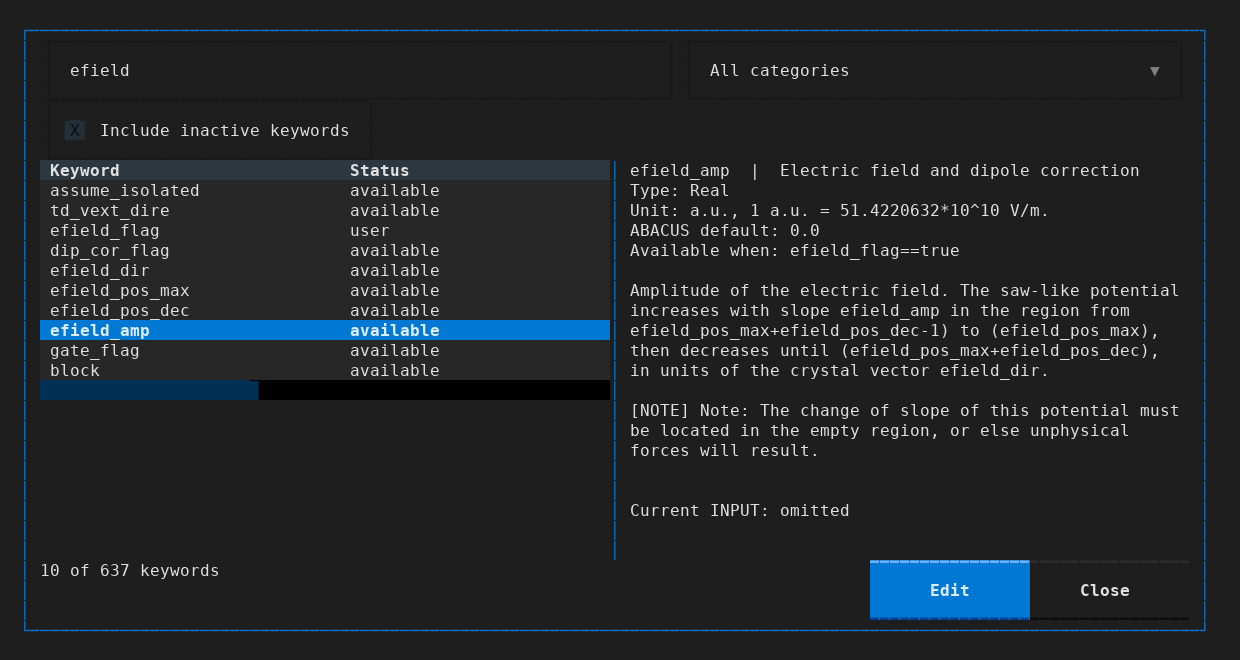 efield
All categories ▼
X Include inactive keywords
Keyword Status
assume_isolated available
td_vext_dire available
efield_flag user
dip_cor_flag available
efield_dir available
efield_pos_max available
efield_pos_dec available
efield_amp available
gate_flag available
block available
efield_amp | Electric field and dipole correction
Type: Real
Unit: a.u., 1 a.u. = 51.4220632*10^10 V/m.
ABACUS default: 0.0
Available when: efield_flag==true
Amplitude of the electric field. The saw-like potential
increases with slope efield_amp in the region from
efield_pos_max+efield_pos_dec-1) to (efield_pos_max),
then decreases until (efield_pos_max+efield_pos_dec),
in units of the crystal vector efield_dir.
[NOTE] Note: The change of slope of this potential must
be located in the empty region, or else unphysical
forces will result.
Current INPUT: omitted
10 of 637 keywords
Edit
Close